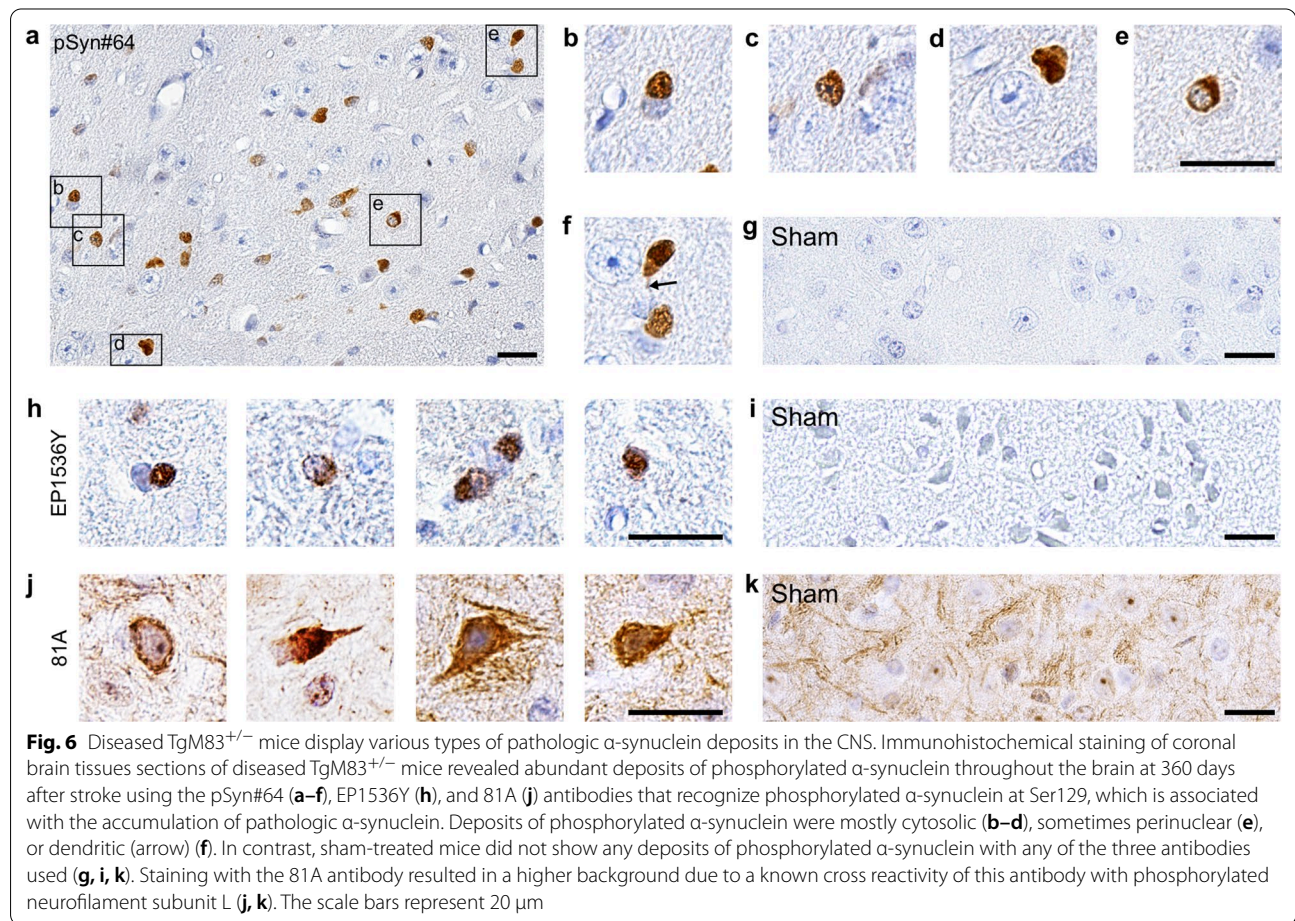 a
pSyn#64
e
b
c
e
d
b
c
d
e
f
g
Sham
h
EP1536Y
i
Sham
j
81A
k
Sham
Fig. 6 Diseased TgM83+/− mice display various types of pathologic α-synuclein deposits in the CNS. Immunohistochemical staining of coronal
brain tissues sections of diseased TgM83+/− mice revealed abundant deposits of phosphorylated α-synuclein throughout the brain at 360 days
after stroke using the pSyn#64 (a–f), EP1536Y (h), and 81A (j) antibodies that recognize phosphorylated α-synuclein at Ser129, which is associated
with the accumulation of pathologic α-synuclein. Deposits of phosphorylated α-synuclein were mostly cytosolic (b–d), sometimes perinuclear (e),
or dendritic (arrow) (f). In contrast, sham-treated mice did not show any deposits of phosphorylated α-synuclein with any of the three antibodies
used (g, i, k). Staining with the 81A antibody resulted in a higher background due to a known cross reactivity of this antibody with phosphorylated
neurofilament subunit L (j, k). The scale bars represent 20 μm